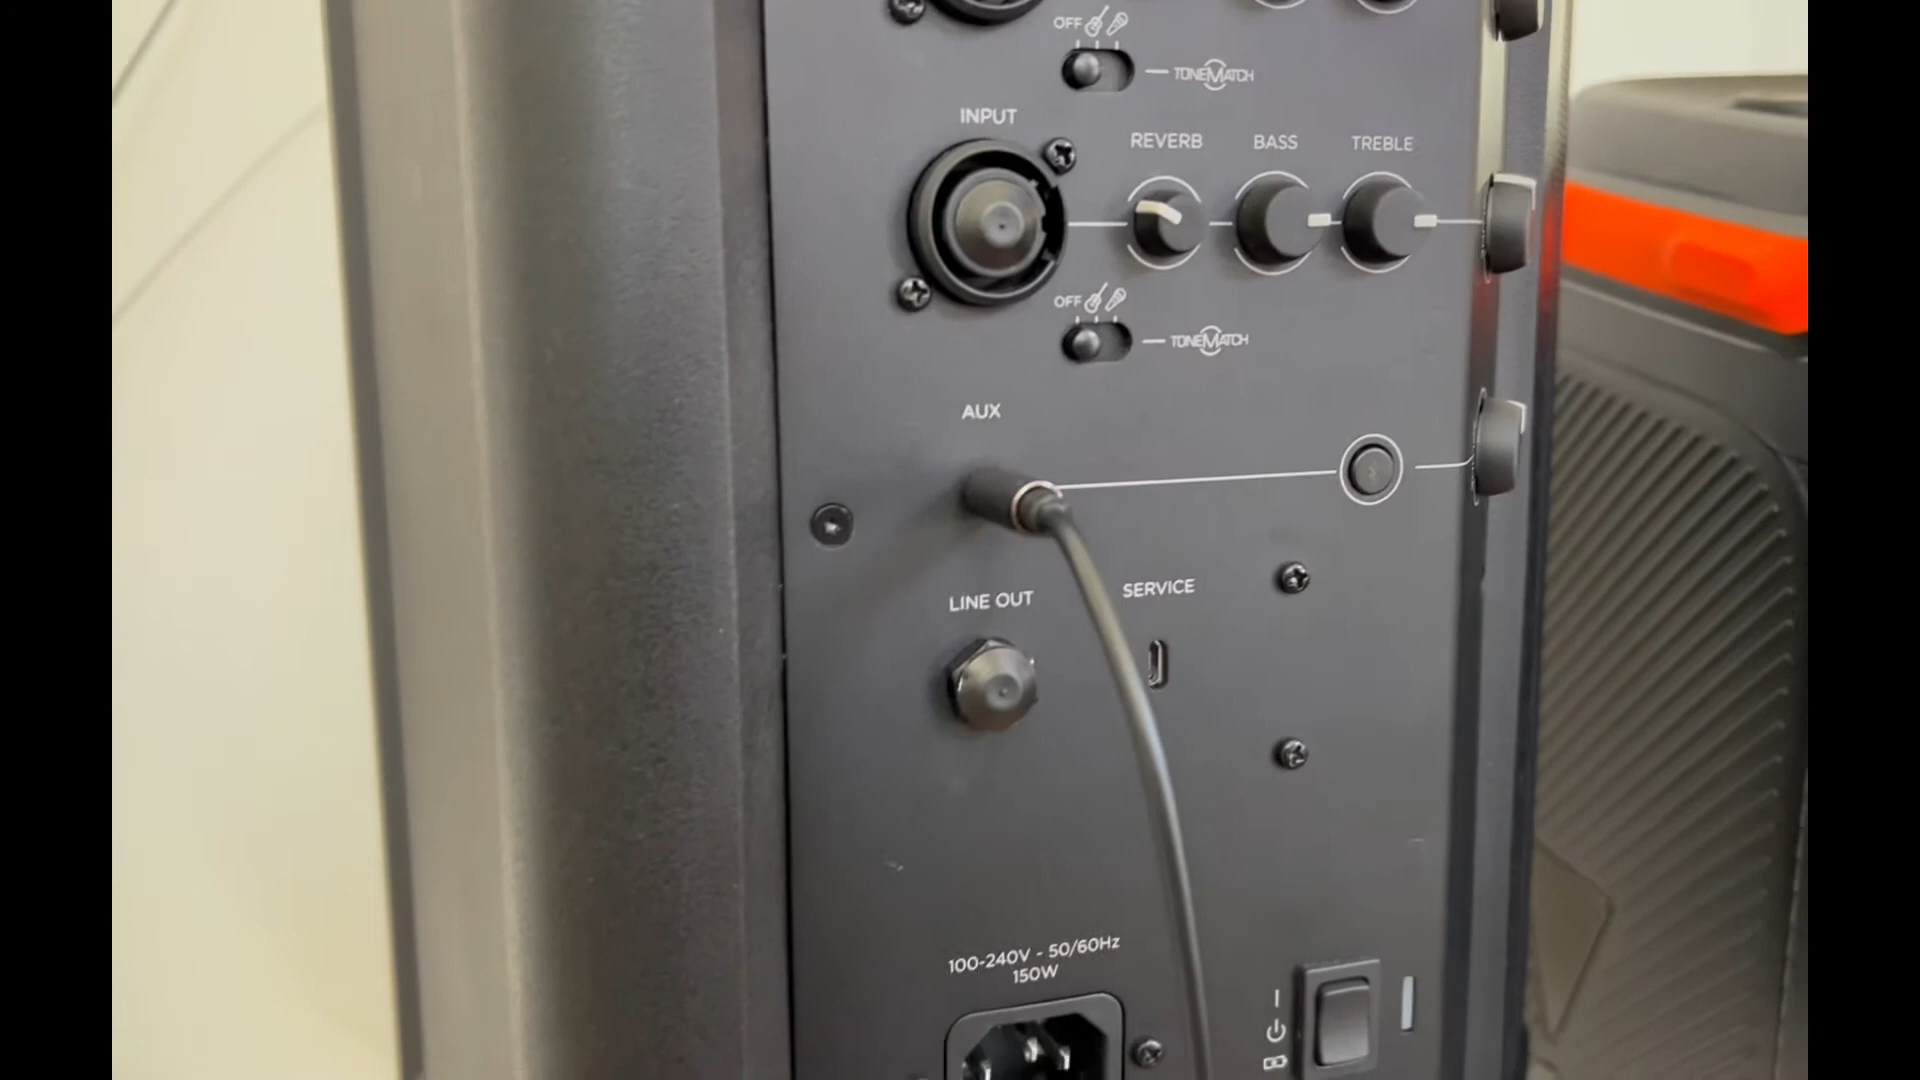 OFF
TONEMATCH
INPUT
REVERB BASS TREBLE
OFF
TONEMATCH
AUX
LINE OUT
SERVICE
100-240V - 50/60Hz
150W